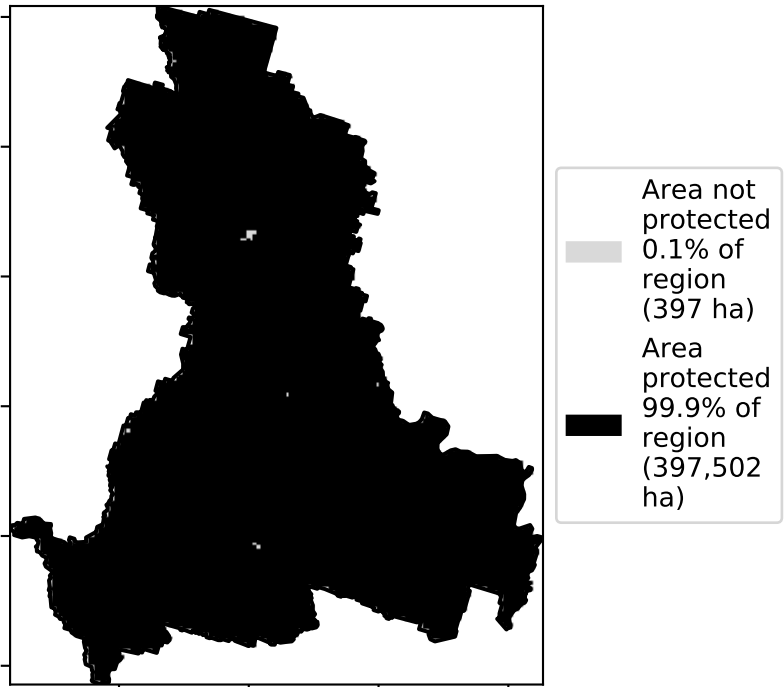 Area not
protected
0.1% of
region
(397 ha)
Area
protected
99.9% of
region
(397,502
ha)